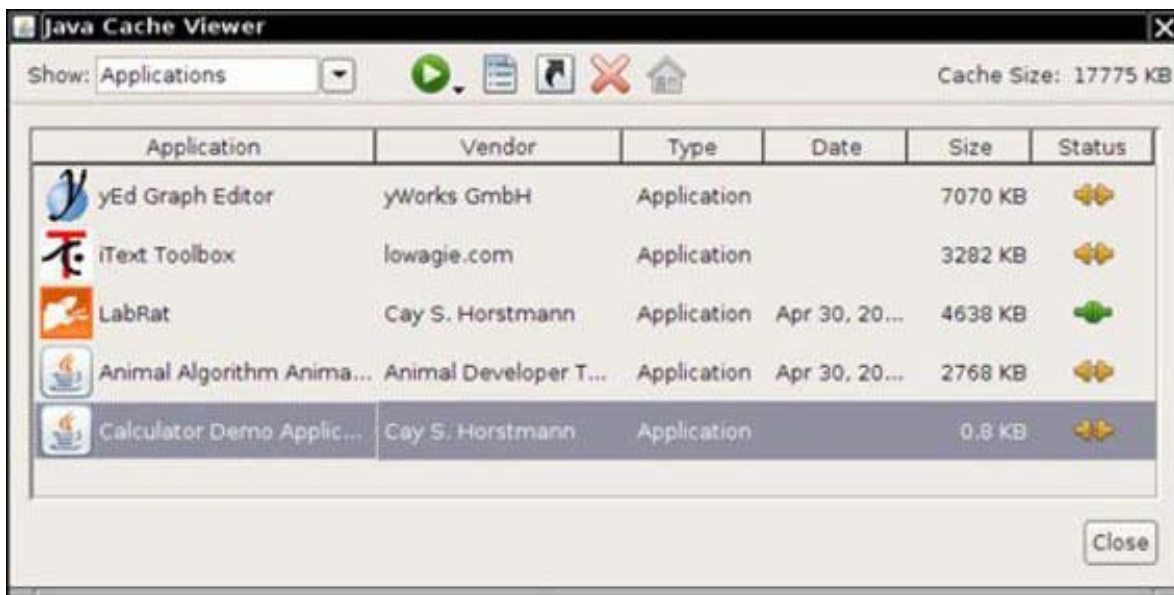 Java Cache Viewer
Show: Applications Cache Size: 17775 KB
Application Vendor Type Date Size Status
yEd Graph Editor yWorks GmbH Application 7070 KB
iText Toolbox lowagie.com Application 3282 KB
LabRat Cay S. Horstmann Application Apr 30, 20... 4638 KB
Animal Algorithm Anima... Animal Developer T... Application Apr 30, 20... 2768 KB
Calculator Demo Applic... Cay S. Horstmann Application 0.8 KB
Close